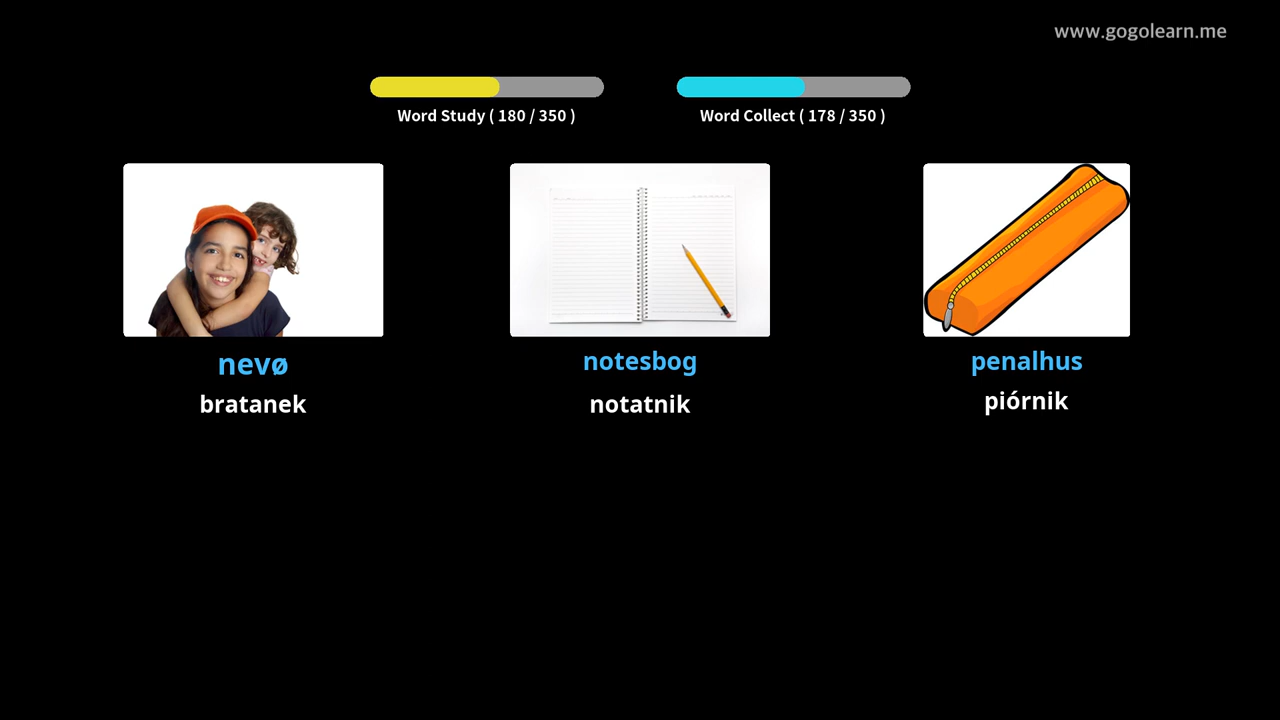 www.gogolearn.me
Word Study ( 180 / 350 )
Word Collect ( 178 / 350 )
nevø
bratanek
notesbog
notatnik
penalhus
piórnik